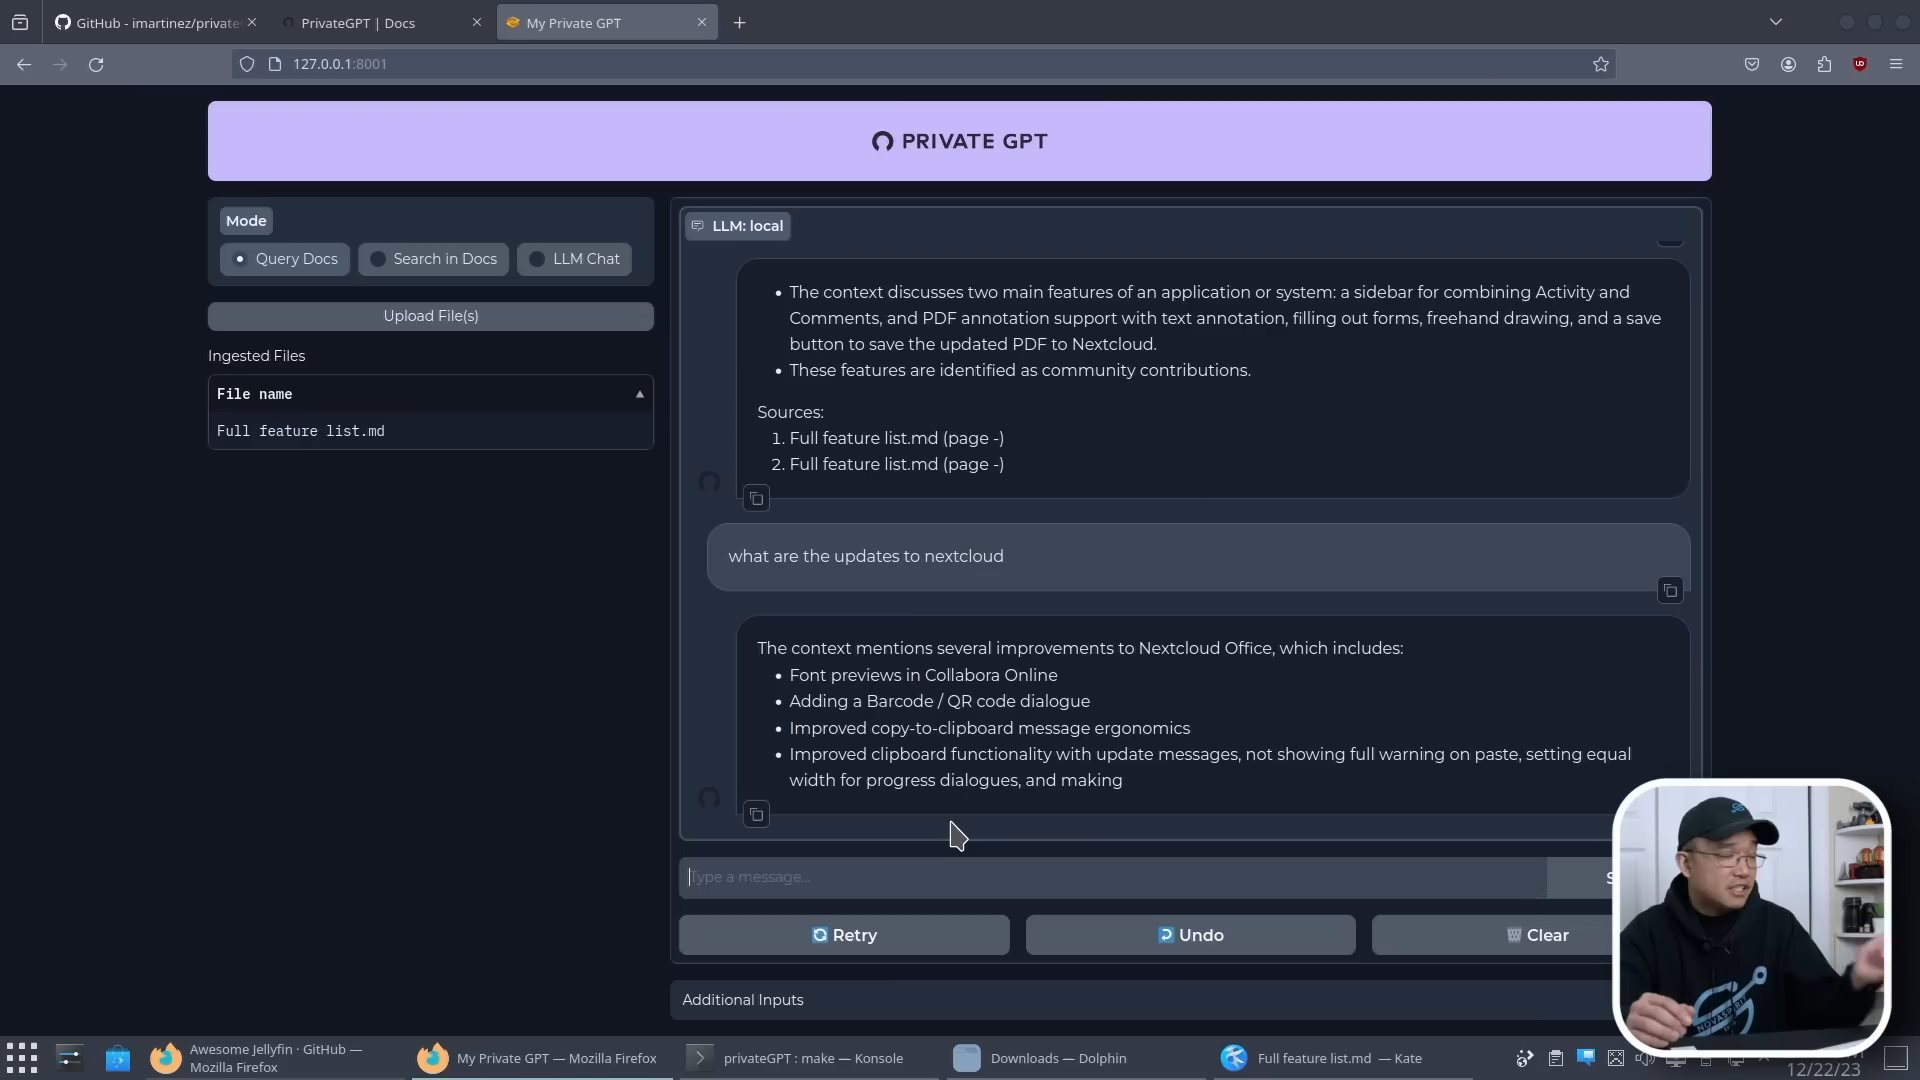 GitHub - imartinez/private
PrivateGPT | Docs
My Private GPT
127.0.0.1:8001
PRIVATE GPT
Mode
Query Docs
Search in Docs
LLM Chat
Upload File(s)
Ingested Files
File name
Full feature list.md
LLM: local
• The context discusses two main features of an application or system: a sidebar for combining Activity and
Comments, and PDF annotation support with text annotation, filling out forms, freehand drawing, and a save
button to save the updated PDF to Nextcloud.
• These features are identified as community contributions.
Sources:
1. Full feature list.md (page -)
2. Full feature list.md (page -)
what are the updates to nextcloud
The context mentions several improvements to Nextcloud Office, which includes:
• Font previews in Collabora Online
• Adding a Barcode / QR code dialogue
• Improved copy-to-clipboard message ergonomics
• Improved clipboard functionality with update messages, not showing full warning on paste, setting equal
width for progress dialogues, and making
Type a message...
S
Retry
Undo
Clear
Additional Inputs
NOVASPIRIT
Awesome Jellyfin · GitHub —
Mozilla Firefox
My Private GPT — Mozilla Firefox
privateGPT : make — Konsole
Downloads — Dolphin
Full feature list.md — Kate
12/22/23